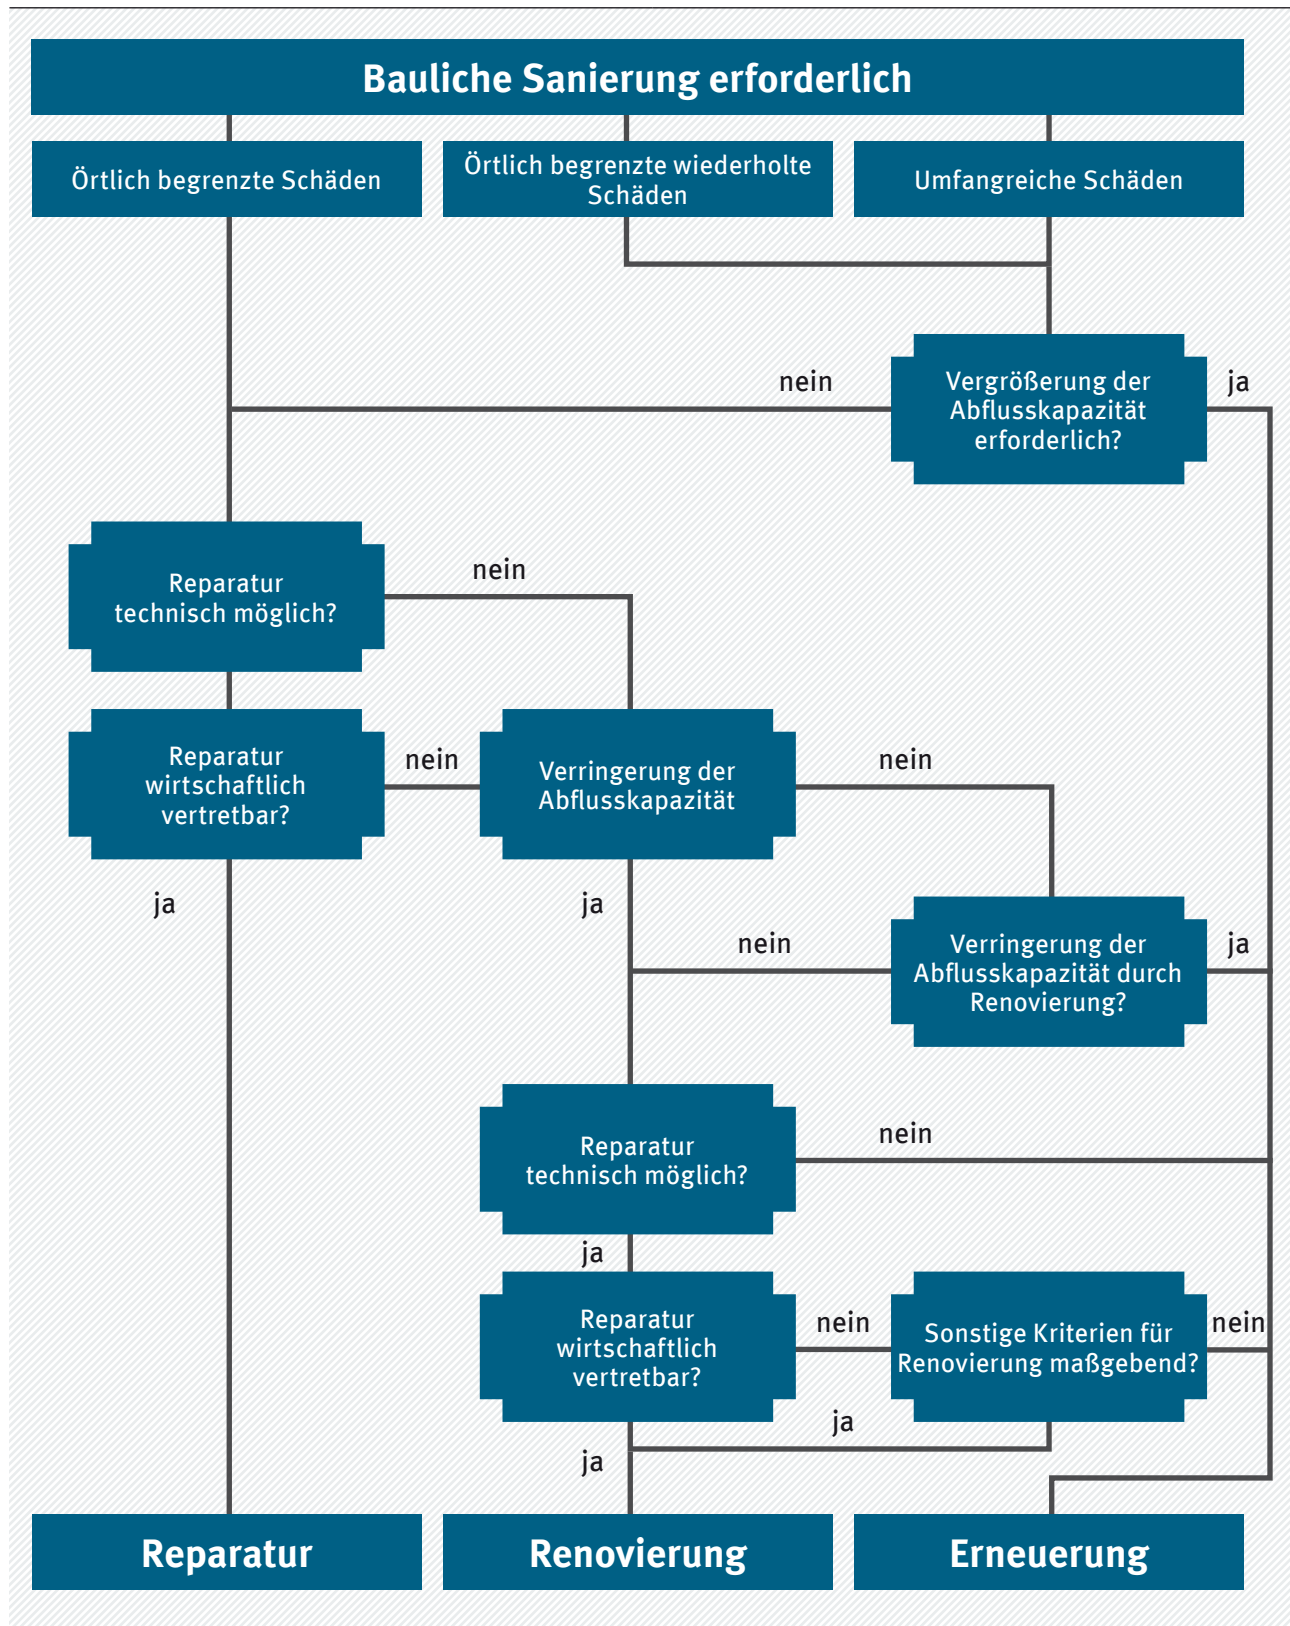 Bauliche Sanierung erforderlich
Örtlich begrenzte Schäden
Örtlich begrenzte wiederholte
Schäden
Umfangreiche Schäden
nein
Vergrößerung der
Abflusskapazität
erforderlich?
ja
Reparatur
technisch möglich?
nein
Reparatur
wirtschaftlich
vertretbar?
nein
Verringerung der
Abflusskapazität
nein
ja
ja
nein
Verringerung der
Abflusskapazität durch
Renovierung?
ja
Reparatur
technisch möglich?
nein
ja
Reparatur
wirtschaftlich
vertretbar?
nein
Sonstige Kriterien für
Renovierung maßgebend?
nein
ja
ja
Reparatur
Renovierung
Erneuerung